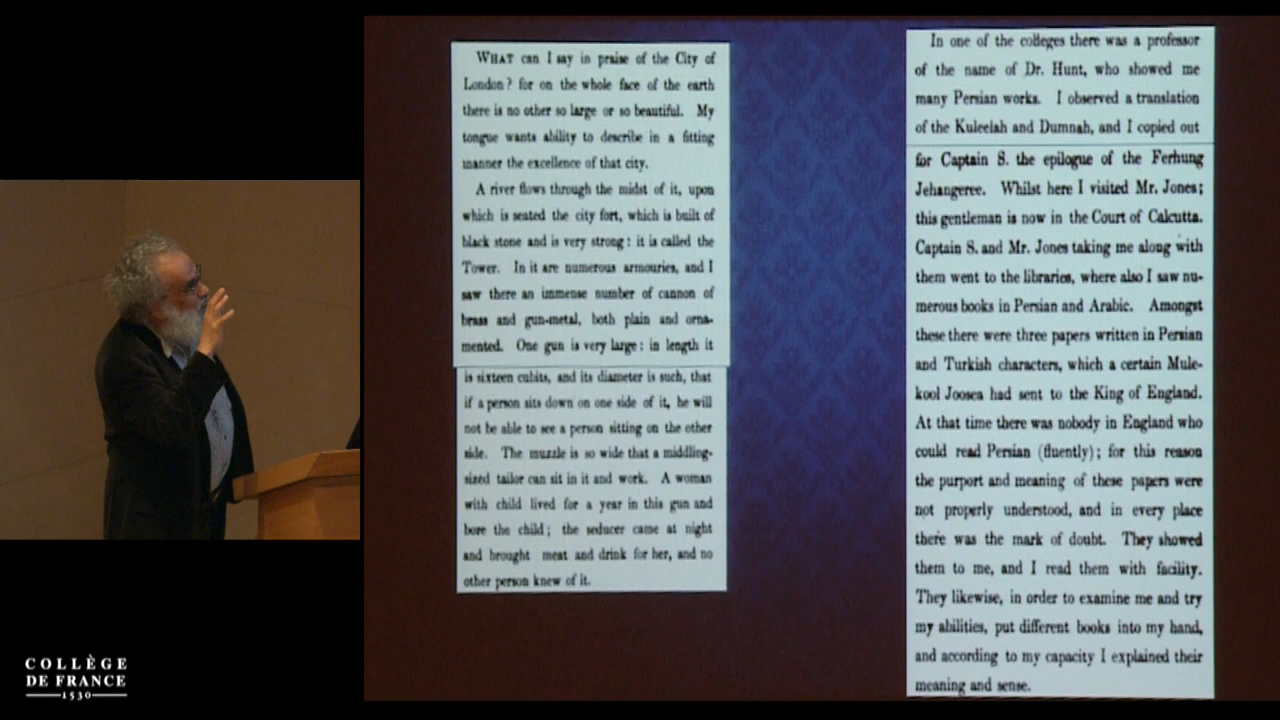 WHAT can I say in praise of the City of
London? for on the whole face of the earth
there is no other so large or so beautiful. My
tongue wants ability to describe in a fitting
manner the excellence of that city.
A river flows through the midst of it, upon
which is seated the city fort, which is built of
black stone and is very strong: it is called the
Tower. In it are numerous armouries, and I
saw there an immense number of cannon of
brass and gun-metal, both plain and orna-
mented. One gun is very large: in length it
is sixteen cubits, and its diameter is such, that
if a person sits down on one side of it, he will
not be able to see a person sitting on the other
side. The muzzle is so wide that a middling-
sized tailor can sit in it and work. A woman
with child lived for a year in this gun and
bore the child; the seducer came at night
and brought meat and drink for her, and no
other person knew of it.
In one of the colleges there was a professor
of the name of Dr. Hunt, who showed me
many Persian works. I observed a translation
of the Kuleelah and Dumnah, and I copied out
for Captain S. the epilogue of the Ferhung
Jehangeree. Whilst here I visited Mr. Jones;
this gentleman is now in the Court of Calcutta.
Captain S. and Mr. Jones taking me along with
them went to the libraries, where also I saw nu-
merous books in Persian and Arabic. Amongst
these there were three papers written in Persian
and Turkish characters, which a certain Mule-
kool Joosea had sent to the King of England.
At that time there was nobody in England who
could read Persian (fluently); for this reason
the purport and meaning of these papers were
not properly understood, and in every place
there was the mark of doubt. They showed
them to me, and I read them with facility.
They likewise, in order to examine me and try
my abilities, put different books into my hand,
and according to my capacity I explained their
meaning and sense.
COLLÈGE
DE FRANCE
1530